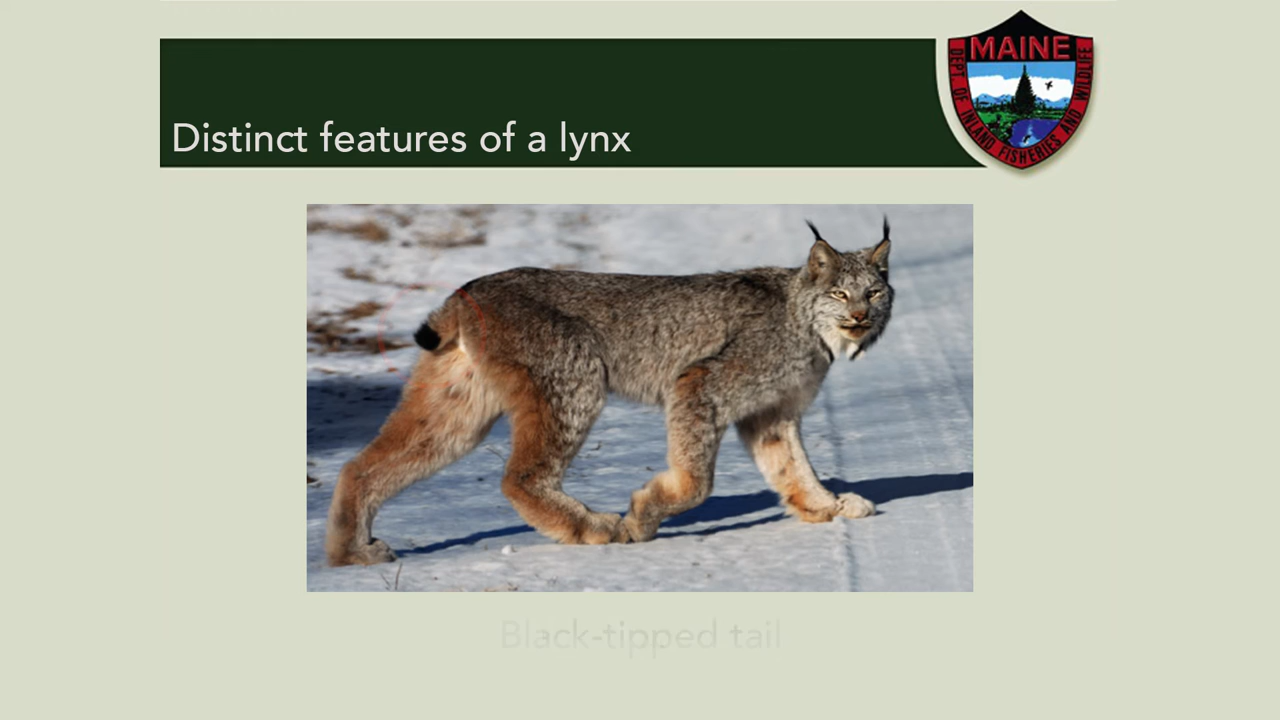 MAINE
DEPT. OF INLAND FISHERIES AND WILDLIFE
Distinct features of a lynx
Black-tipped tail